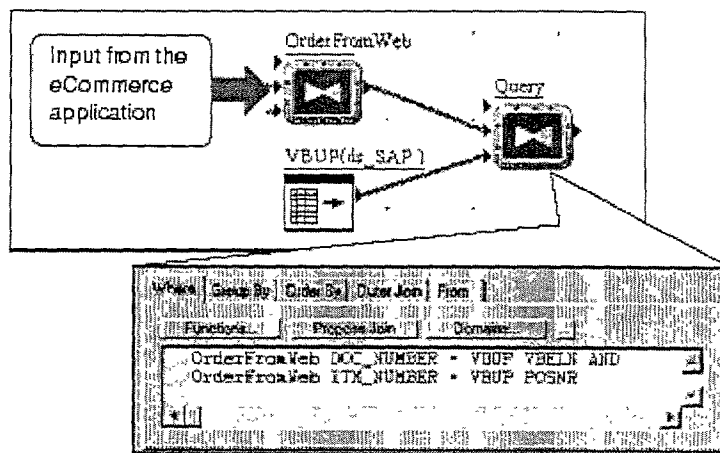 Input from the
eCommerce
application
OrderFromWeb
Query
VBUP(ds_SAP)
Where Group By Order By Outer Join From
Functions... Propose Join Domains...
OrderFromWeb DOC_NUMBER = VBUP VBELN AND
OrderFromWeb ITM_NUMBER = VBUP POSNR